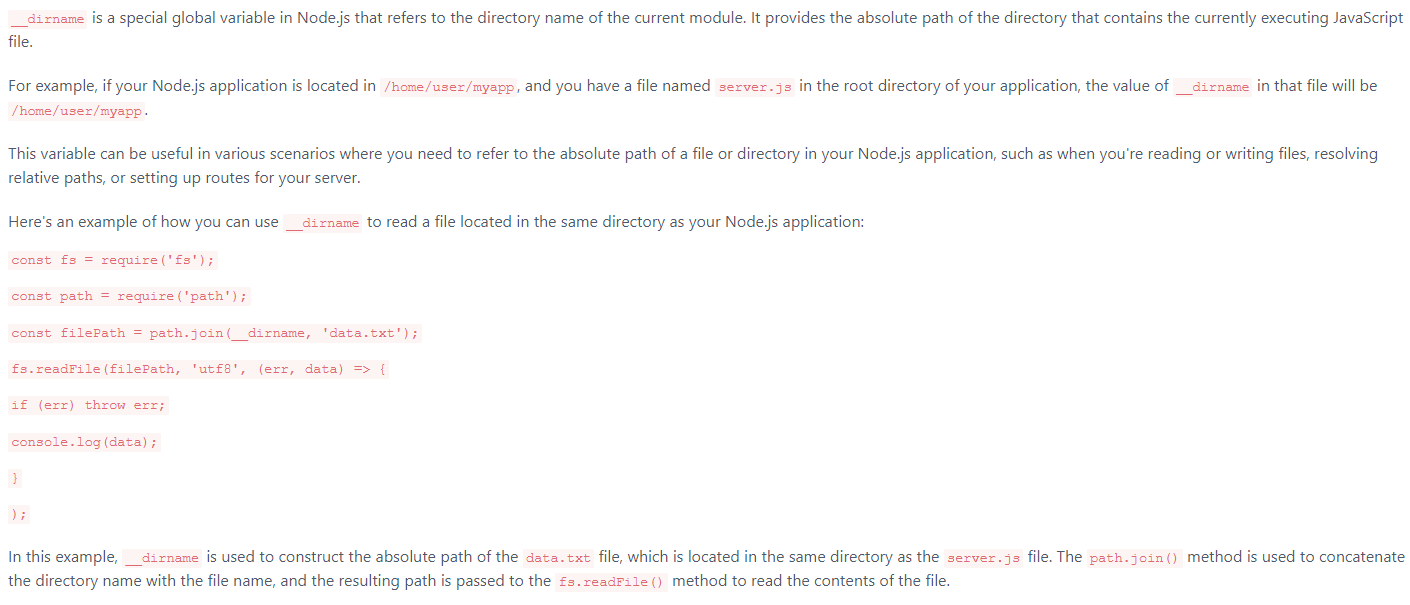 __dirname is a special global variable in Node.js that refers to the directory name of the current module. It provides the absolute path of the directory that contains the currently executing JavaScript
file.
For example, if your Node.js application is located in /home/user/myapp, and you have a file named server.js in the root directory of your application, the value of __dirname in that file will be
/home/user/myapp.
This variable can be useful in various scenarios where you need to refer to the absolute path of a file or directory in your Node.js application, such as when you're reading or writing files, resolving
relative paths, or setting up routes for your server.
Here's an example of how you can use __dirname to read a file located in the same directory as your Node.js application:
const fs = require('fs');
const path = require('path');
const filePath = path.join(__dirname, 'data.txt');
fs.readFile(filePath, 'utf8', (err, data) => {
if (err) throw err;
console.log(data);
}
);
In this example, __dirname is used to construct the absolute path of the data.txt file, which is located in the same directory as the server.js file. The path.join() method is used to concatenate
the directory name with the file name, and the resulting path is passed to the fs.readFile() method to read the contents of the file.